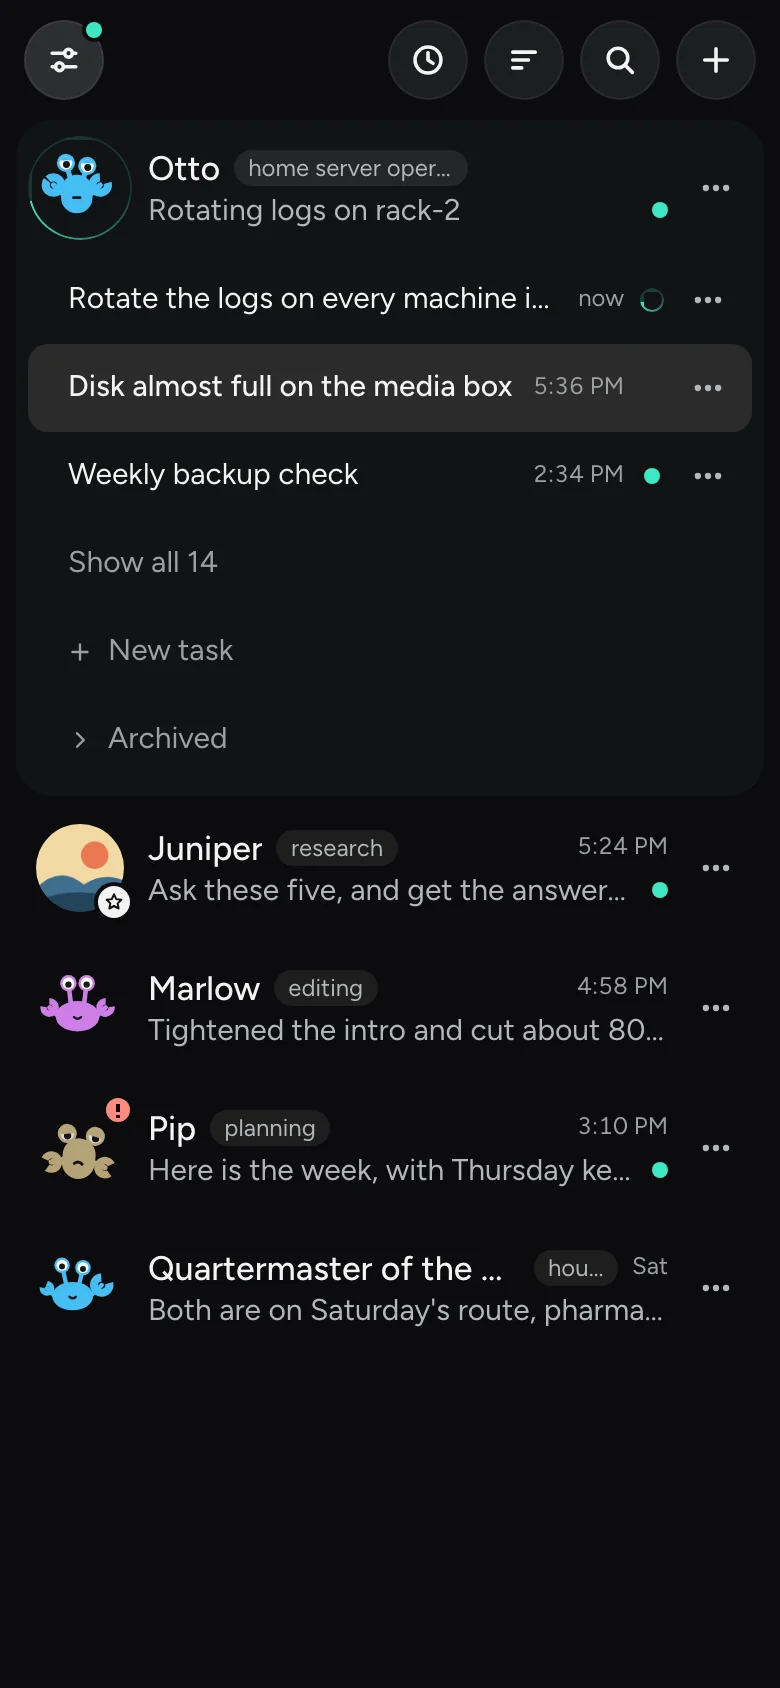 Otto home server oper...
Rotating logs on rack-2
Rotate the logs on every machine i... now
Disk almost full on the media box 5:36 PM
Weekly backup check 2:34 PM
Show all 14
+ New task
> Archived
Juniper research 5:24 PM
Ask these five, and get the answer...
Marlow editing 4:58 PM
Tightened the intro and cut about 80...
Pip planning 3:10 PM
Here is the week, with Thursday ke...
Quartermaster of the ... hou... Sat
Both are on Saturday's route, pharma...